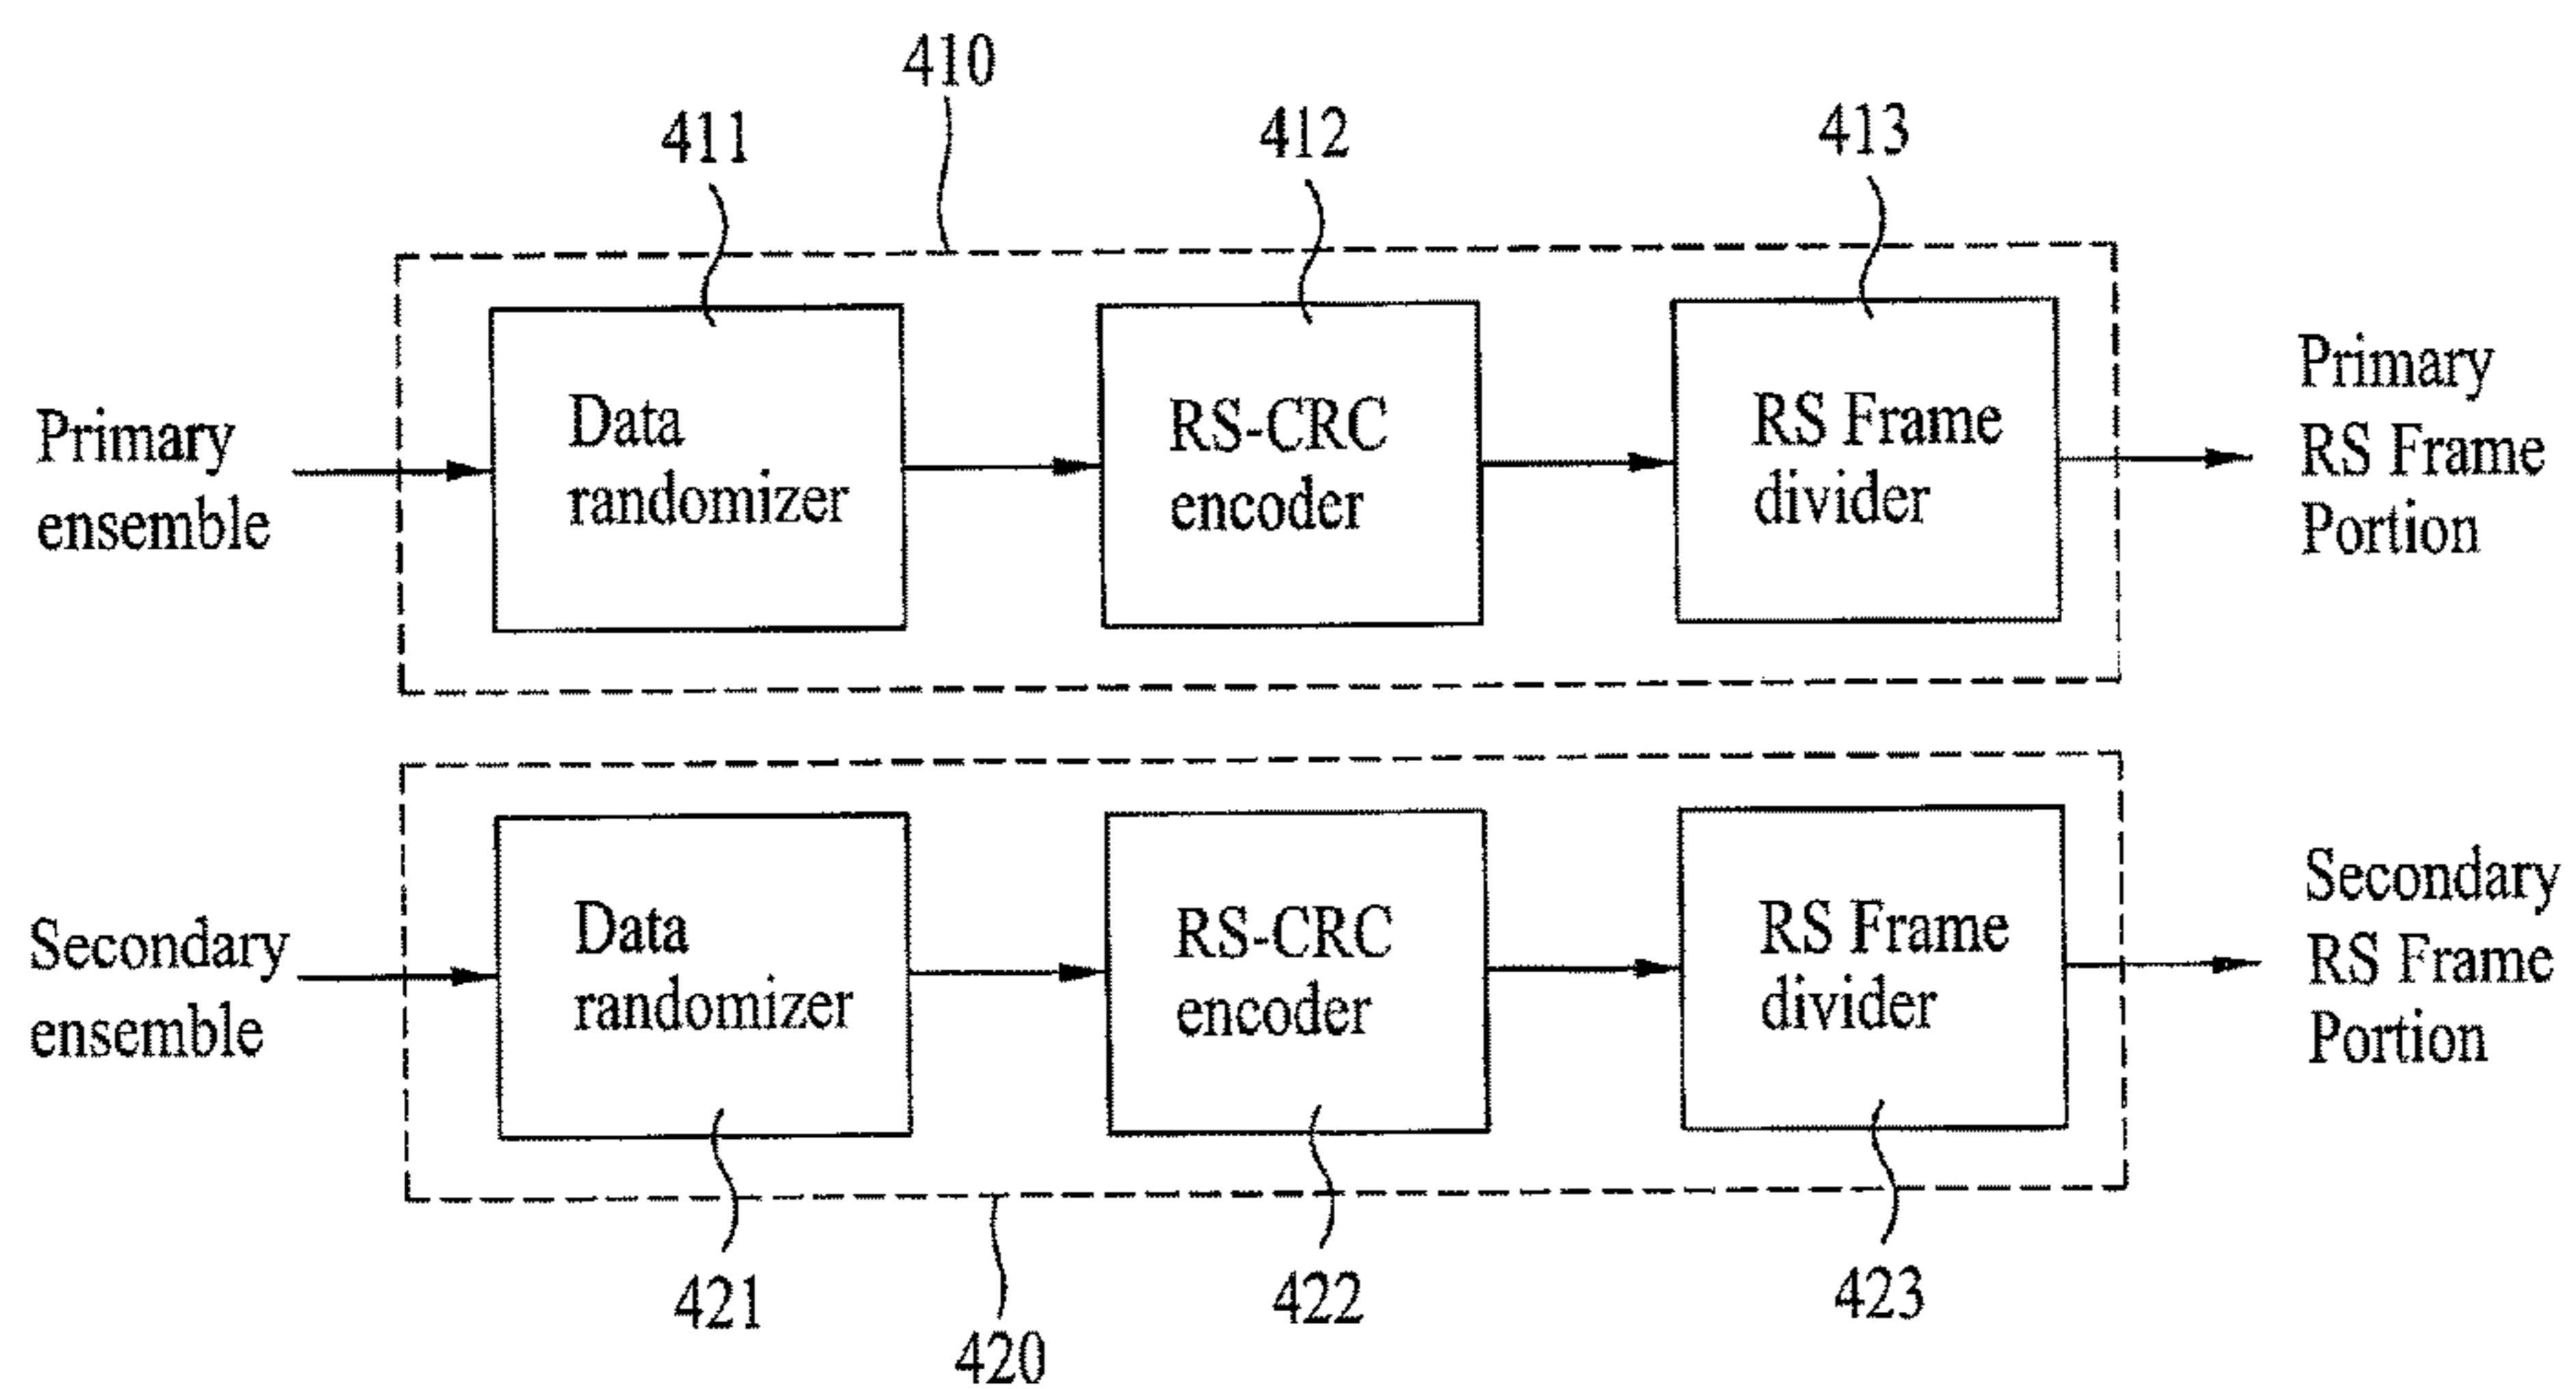 410
411
412
413
Primary
ensemble
Data
randomizer
RS-CRC
encoder
RS Frame
divider
Primary
RS Frame
Portion
Secondary
ensemble
Data
randomizer
RS-CRC
encoder
RS Frame
divider
Secondary
RS Frame
Portion
421
422
423
420